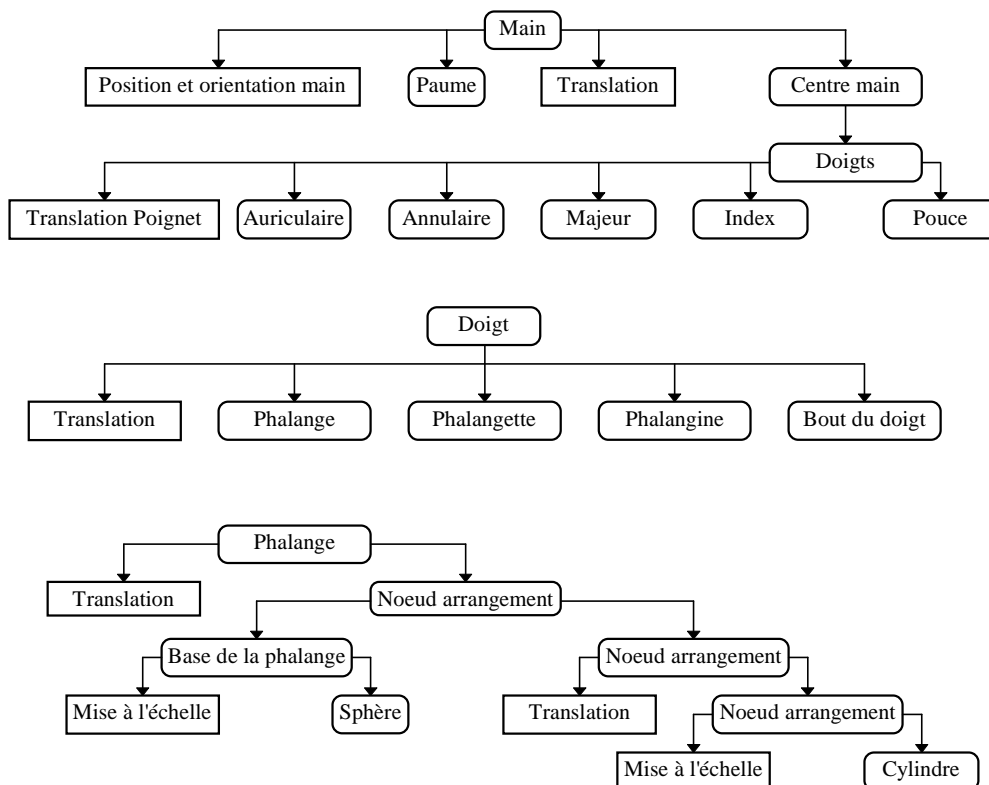 Main
Position et orientation main
Paume
Translation
Centre main
Doigts
Translation Poignet
Auriculaire
Annulaire
Majeur
Index
Pouce
Doigt
Translation
Phalange
Phalangette
Phalangine
Bout du doigt
Phalange
Translation
Noeud arrangement
Base de la phalange
Noeud arrangement
Mise à l'échelle
Sphère
Translation
Noeud arrangement
Mise à l'échelle
Cylindre